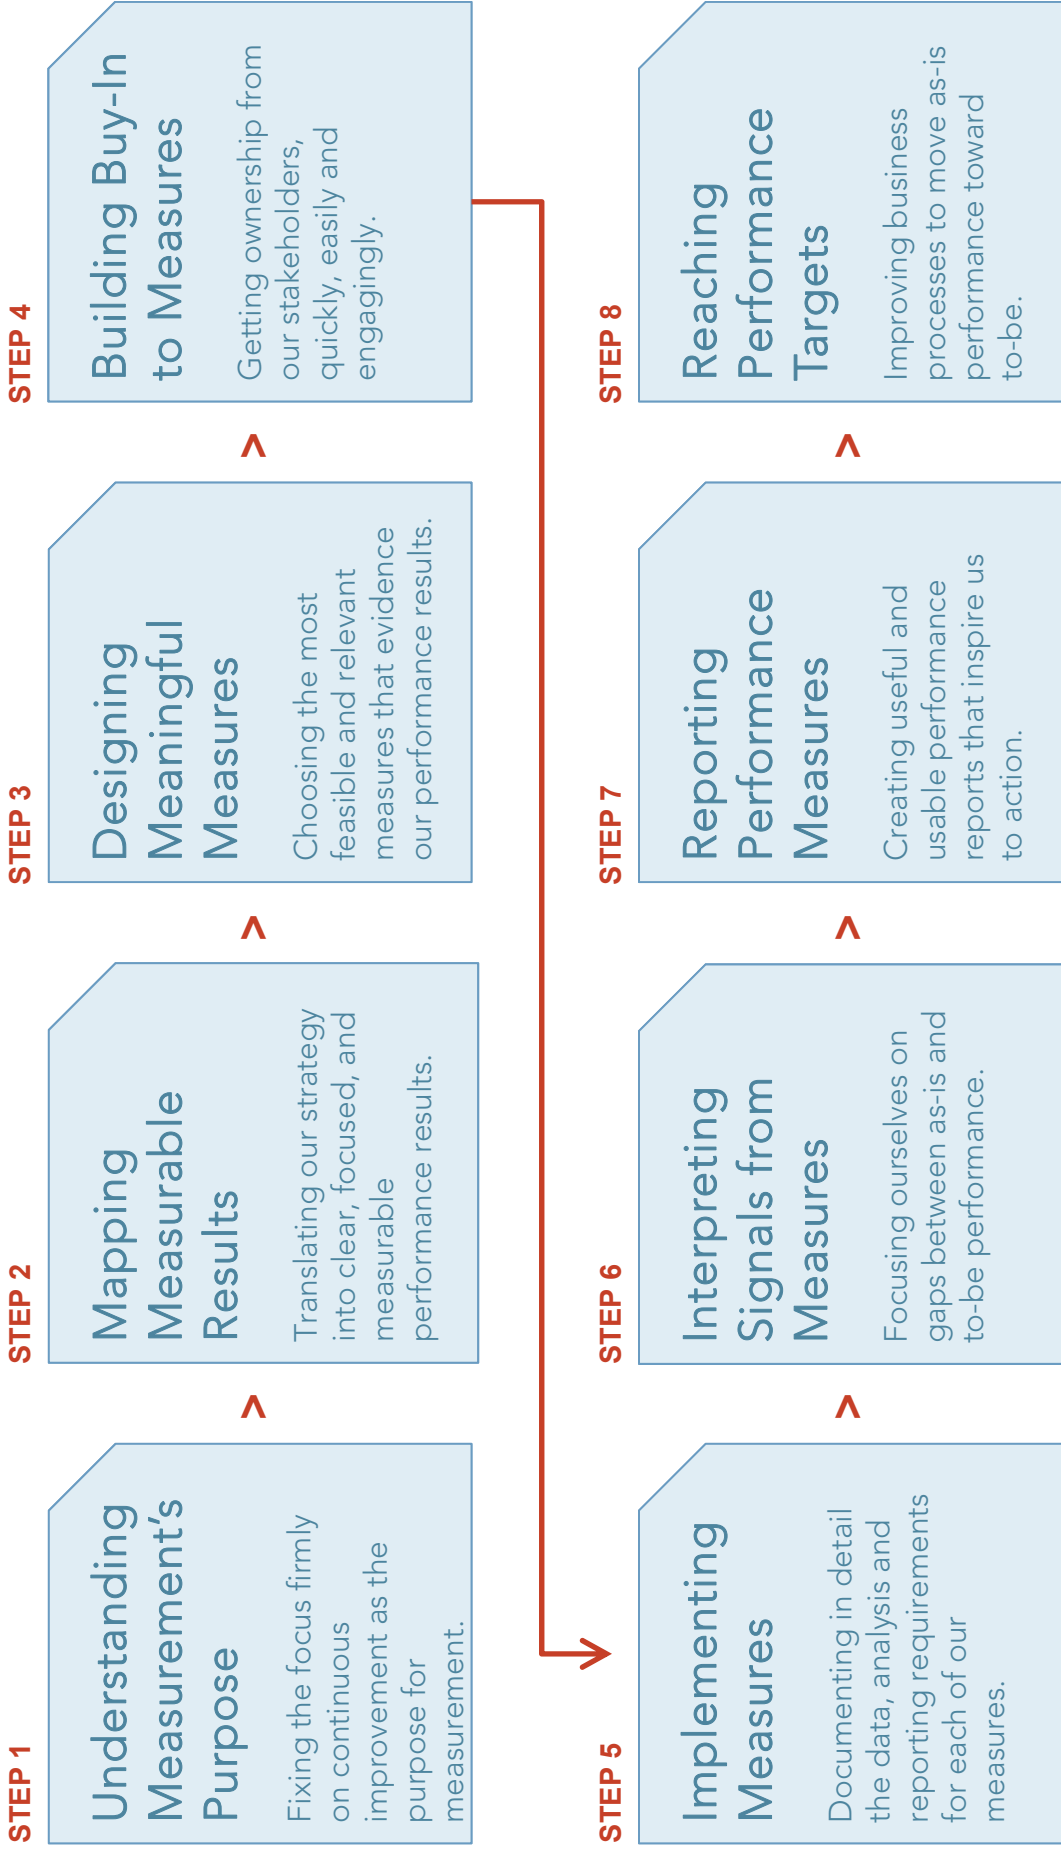 STEP 1
Understanding
Measurement’s
Purpose
Fixing the focus firmly
on continuous
improvement as the
purpose for
measurement.
>
STEP 2
Mapping
Measurable
Results
Translating our strategy
into clear, focused, and
measurable
performance results.
>
STEP 3
Designing
Meaningful
Measures
Choosing the most
feasible and relevant
measures that evidence
our performance results.
>
STEP 4
Building Buy-In
to Measures
Getting ownership from
our stakeholders,
quickly, easily and
engagingly.
STEP 5
Implementing
Measures
Documenting in detail
the data, analysis and
reporting requirements
for each of our
measures.
>
STEP 6
Interpreting
Signals from
Measures
Focusing ourselves on
gaps between as-is and
to-be performance.
>
STEP 7
Reporting
Performance
Measures
Creating useful and
usable performance
reports that inspire us
to action.
>
STEP 8
Reaching
Performance
Targets
Improving business
processes to move as-is
performance toward
to-be.